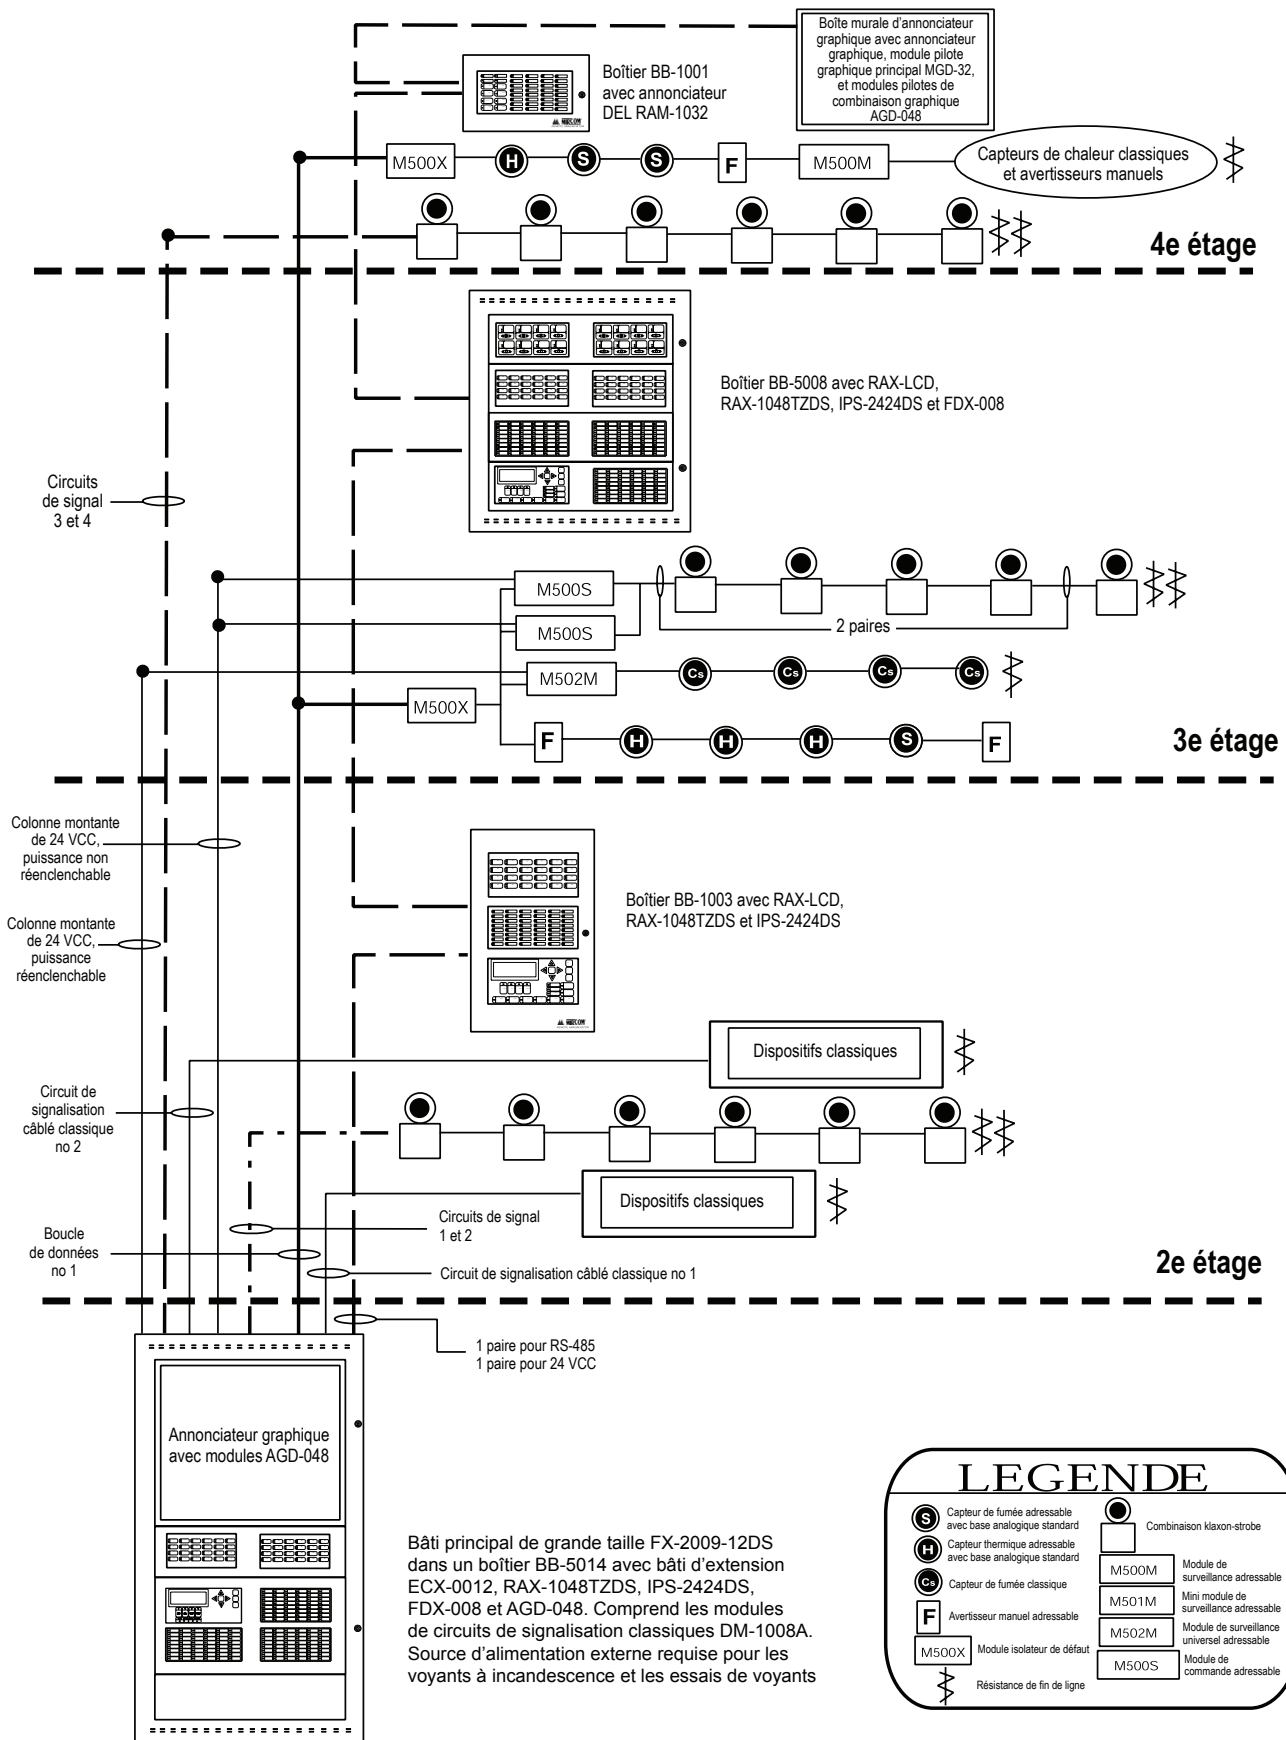 Boîte murale d'annonciateur
graphique avec annonciateur
graphique, module pilote
graphique principal MGD-32,
et modules pilotes de
combinaison graphique
AGD-048
Boîtier BB-1001
avec annonciateur
DEL RAM-1032
MIRCOM
M500X
H
S
S
F
M500M
Capteurs de chaleur classiques
et avertisseurs manuels
4e étage
Boîtier BB-5008 avec RAX-LCD,
RAX-1048TZDS, IPS-2424DS et FDX-008
Circuits
de signal
3 et 4
M500S
M500S
2 paires
M502M
Cs
Cs
Cs
Cs
M500X
F
H
H
H
S
F
3e étage
Colonne montante
de 24 VCC,
puissance non
réenclenchable
Colonne montante
de 24 VCC,
puissance
réenclenchable
Boîtier BB-1003 avec RAX-LCD,
RAX-1048TZDS et IPS-2424DS
MIRCOM
Dispositifs classiques
Circuit de
signalisation
câblé classique
no 2
Dispositifs classiques
Circuits de signal
1 et 2
Boucle
de données
no 1
Circuit de signalisation câblé classique no 1
2e étage
1 paire pour RS-485
1 paire pour 24 VCC
Annonciateur graphique
avec modules AGD-048
Bâti principal de grande taille FX-2009-12DS
dans un boîtier BB-5014 avec bâti d'extension
ECX-0012, RAX-1048TZDS, IPS-2424DS,
FDX-008 et AGD-048. Comprend les modules
de circuits de signalisation classiques DM-1008A.
Source d'alimentation externe requise pour les
voyants à incandescence et les essais de voyants
LEGENDE
S
Capteur de fumée adressable
avec base analogique standard
H
Capteur thermique adressable
avec base analogique standard
Cs
Capteur de fumée classique
F
Avertisseur manuel adressable
M500X
Module isolateur de défaut
Résistance de fin de ligne
Combinaison klaxon-strobe
M500M
Module de
surveillance adressable
M501M
Mini module de
surveillance adressable
M502M
Module de surveillance
universel adressable
M500S
Module de
commande adressable